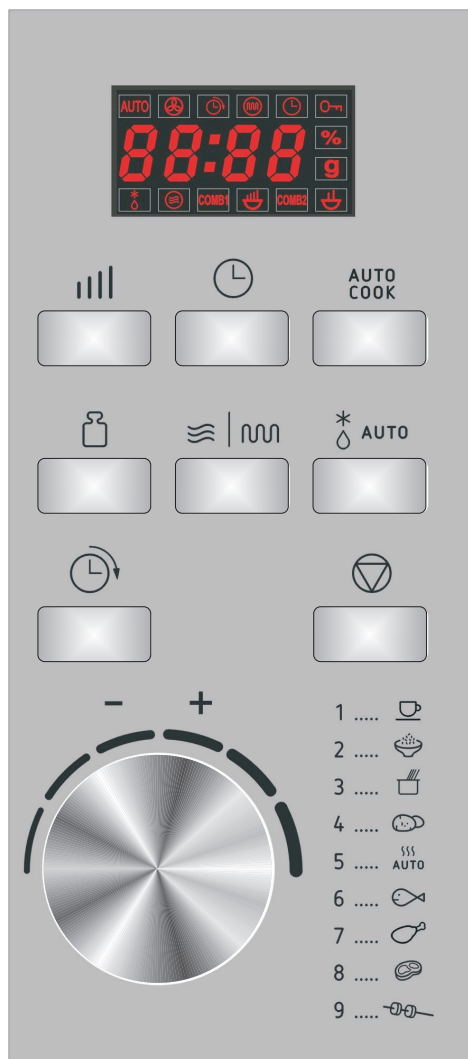 AUTO
88:88 %
g
COMB1 COMB2
AUTO
COOK
AUTO
- +
1 .....
2 .....
3 .....
4 .....
5 ..... AUTO
6 .....
7 .....
8 .....
9 .....